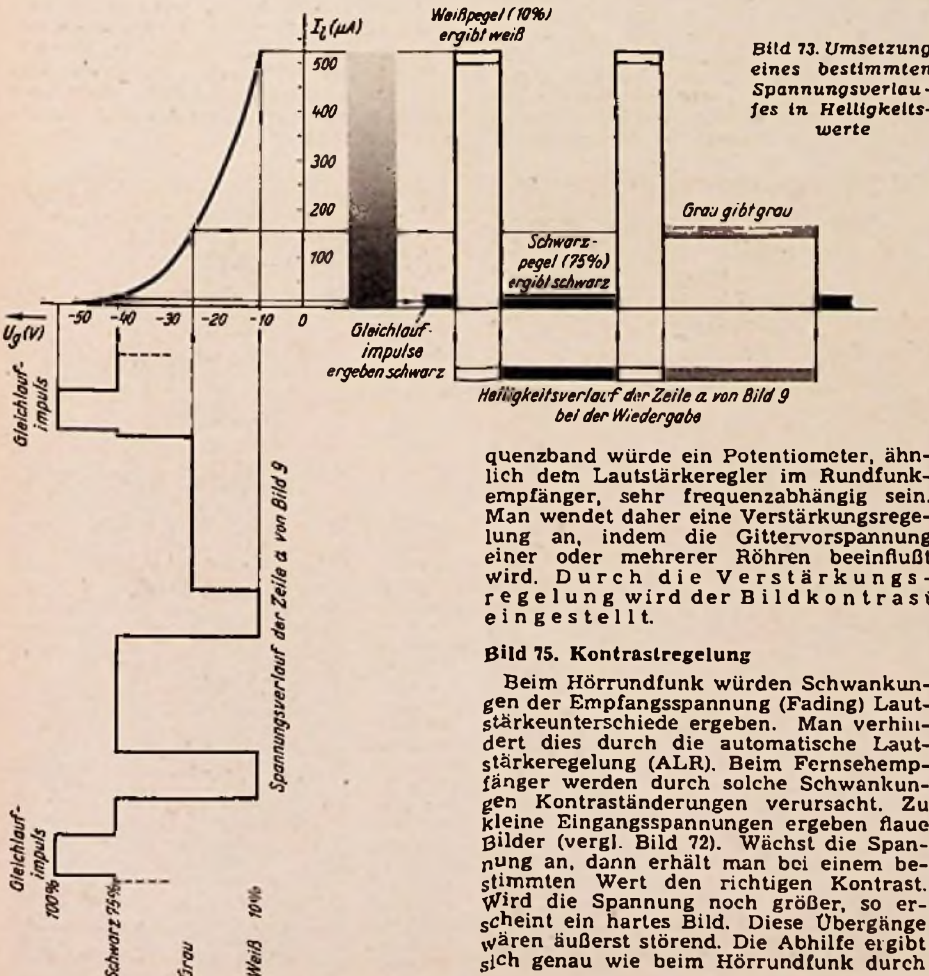 Weißpegel (10%)
ergibt weiß
I₁ (μA)
500
400
300
200
100
Bild 73. Umsetzung
eines bestimmten
Spannungsverlau-
fes in Helligkeits-
werte
Grau gibt grau
Schwarz-
pegel (75%)
ergibt schwarz
Ug (V)
-50 -40 -30 -20 -10 0
Gleichlauf-
impulse
ergeben schwarz
Helligkeitsverlauf der Zeile a von Bild 9
bei der Wiedergabe
Gleichlauf-
impuls
Spannungsverlauf der Zeile a von Bild 9
Gleichlauf-
impuls
100%
Schwarz 75%
Grau
Weiß 10%
quenzband würde ein Potentiometer, ähn-
lich dem Lautstärkeregler im Rundfunk-
empfänger, sehr frequenzabhängig sein.
Man wendet daher eine Verstärkungsrege-
lung an, indem die Gittervorspannung
einer oder mehrerer Röhren beeinflußt
wird. Durch die Verstärkungs-
regelung wird der Bildkontrast
eingestellt.
Bild 75. Kontrastregelung
Beim Hörrundfunk würden Schwankun-
gen der Empfangsspannung (Fading) Laut-
stärkeunterschiede ergeben. Man verhin-
dert dies durch die automatische Laut-
stärkeregelung (ALR). Beim Fernsehemp-
fänger werden durch solche Schwankun-
gen Kontraständerungen verursacht. Zu
kleine Eingangsspannungen ergeben flaue
Bilder (vergl. Bild 72). Wächst die Span-
nung an, dann erhält man bei einem be-
stimmten Wert den richtigen Kontrast.
Wird die Spannung noch größer, so er-
scheint ein hartes Bild. Diese Übergänge
wären äußerst störend. Die Abhilfe ergibt
sich genau wie beim Hörrundfunk durch